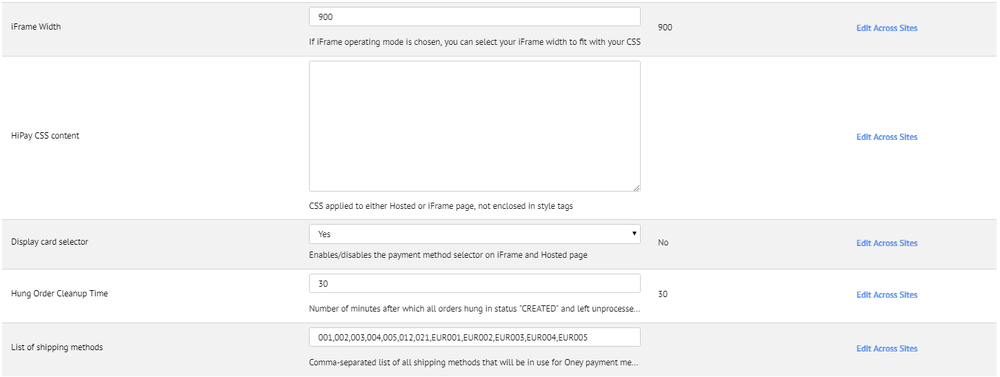 iFrame Width
900
900
Edit Across Sites
If iFrame operating mode is chosen, you can select your iFrame width to fit with your CSS
HiPay CSS content
Edit Across Sites
CSS applied to either Hosted or iFrame page, not enclosed in style tags
Display card selector
Yes
No
Edit Across Sites
Enables/disables the payment method selector on iFrame and Hosted page
Hung Order Cleanup Time
30
30
Edit Across Sites
Number of minutes after which all orders hung in status "CREATED" and left unprocesse...
List of shipping methods
001,002,003,004,005,012,021,EUR001,EUR002,EUR003,EUR004,EUR005
Edit Across Sites
Comma-separated list of all shipping methods that will be in use for Oney payment me...